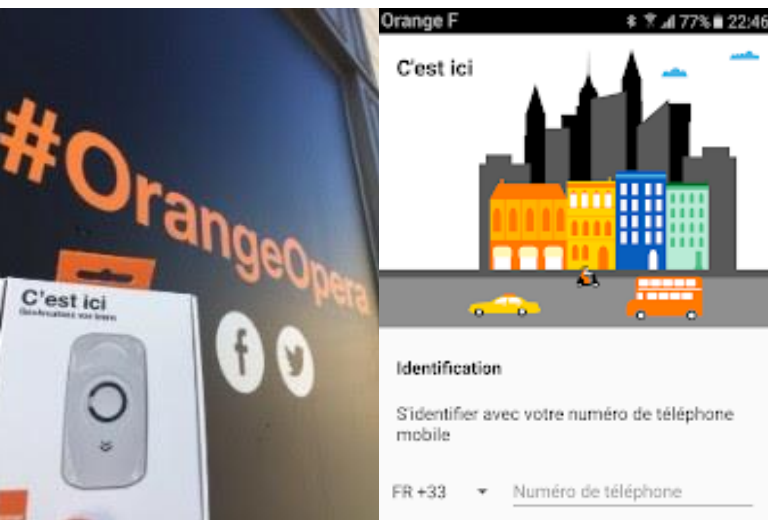 #OrangeOpera
C'est ici
Orange F
77% 22:46
C'est ici
Identification
S'identifier avec votre numéro de téléphone
mobile
FR +33
Numéro de téléphone